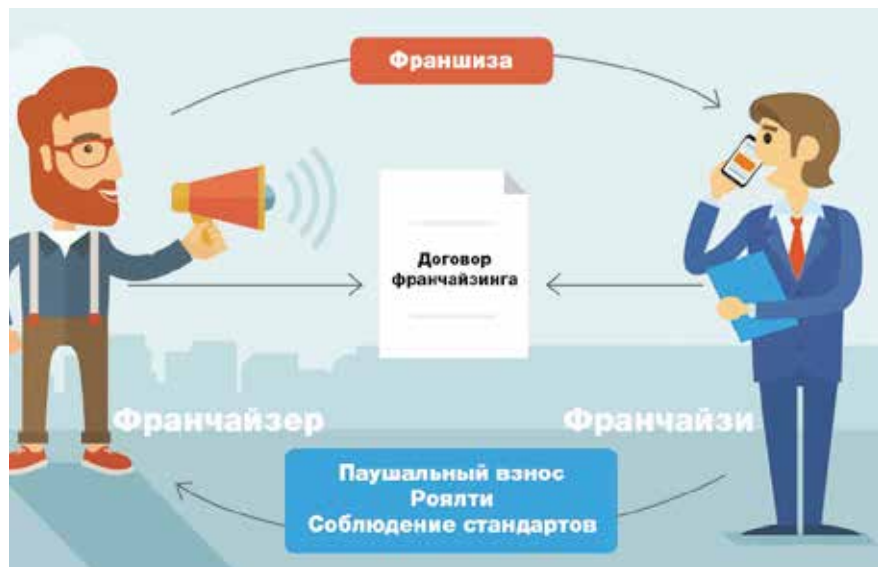 Франшиза
Договор
франчайзинга
Франчайзер
Франчайзи
Паушальный взнос
Роялти
Соблюдение стандартов